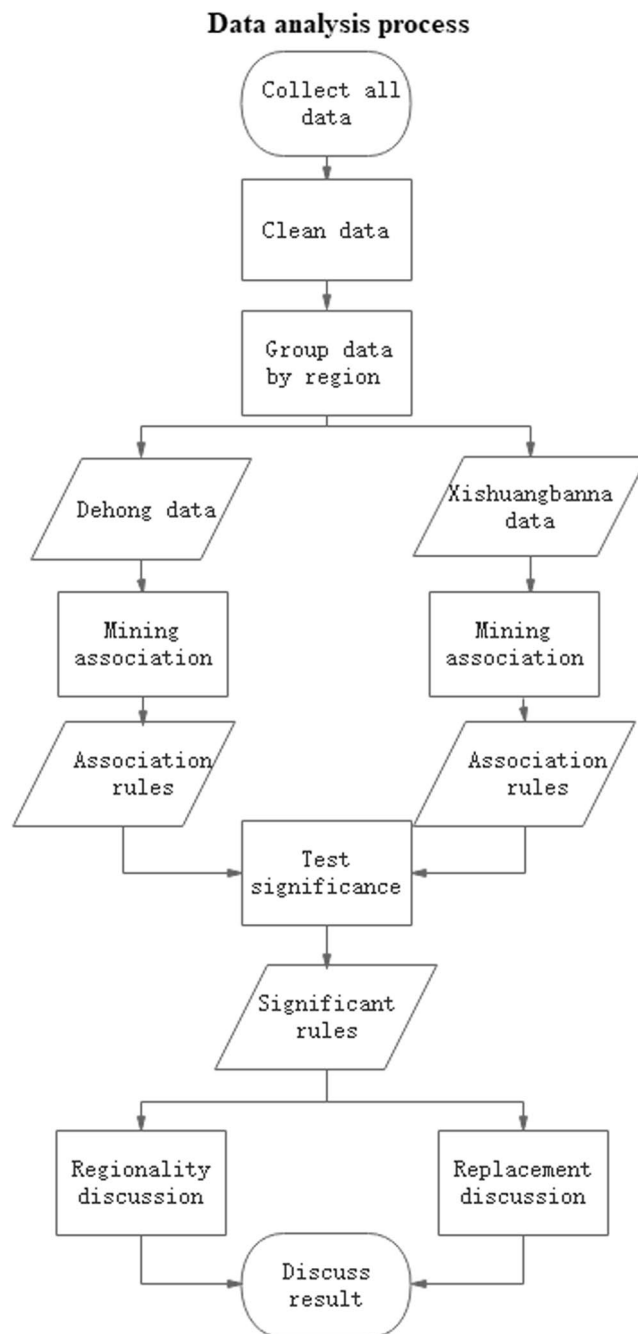 Data analysis process
Collect all
data
Clean data
Group data
by region
Dehong data
Xishuangbanna
data
Mining
association
Mining
association
Association
rules
Association
rules
Test
significance
Significant
rules
Regionality
discussion
Replacement
discussion
Discuss
result